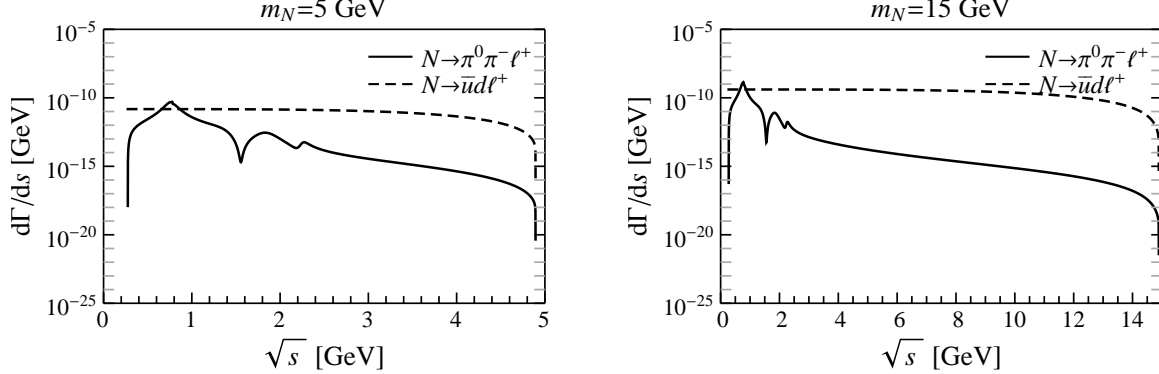 m_N=5 GeV
dΓ/ds [GeV]
10^−5
10^−10
10^−15
10^−20
10^−25
N→π^0π^−ℓ^+
N→u̅dℓ^+
0 1 2 3 4 5
√s [GeV]
m_N=15 GeV
dΓ/ds [GeV]
10^−5
10^−10
10^−15
10^−20
10^−25
N→π^0π^−ℓ^+
N→u̅dℓ^+
0 2 4 6 8 10 12 14
√s [GeV]